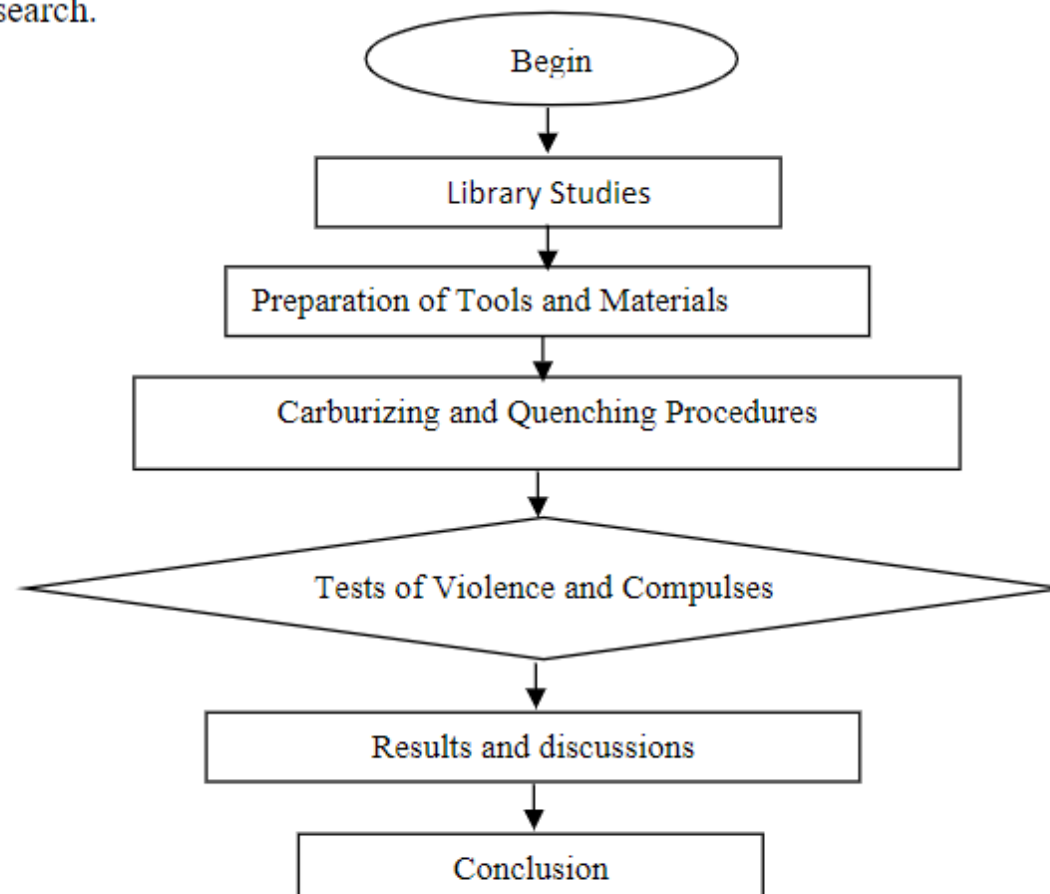 search.
Begin
Library Studies
Preparation of Tools and Materials
Carburizing and Quenching Procedures
Tests of Violence and Compulses
Results and discussions
Conclusion